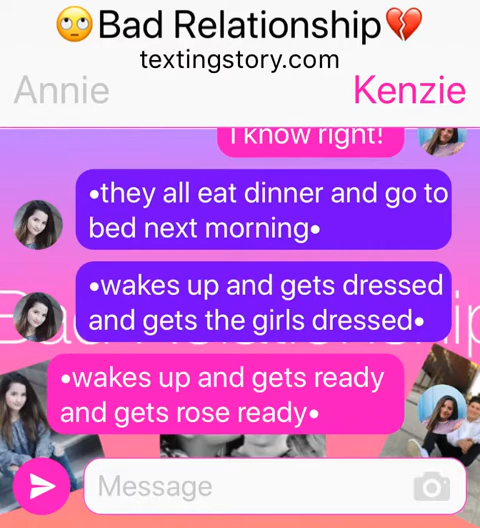 🙄Bad Relationship💔
textingstory.com
Annie
Kenzie
I know right!
•they all eat dinner and go to
bed next morning•
•wakes up and gets dressed
and gets the girls dressed•
•wakes up and gets ready
and gets rose ready•
Message